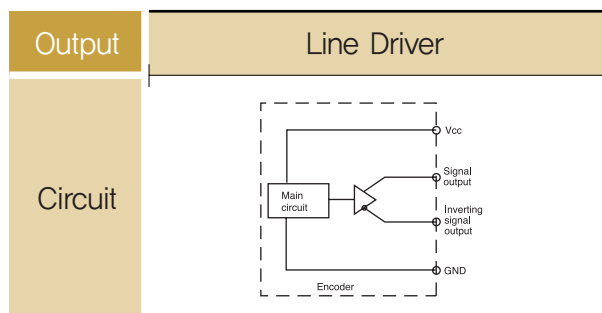 Output
Line Driver
Circuit
Vcc
Signal
output
Main
circuit
Inverting
signal
output
GND
Encoder